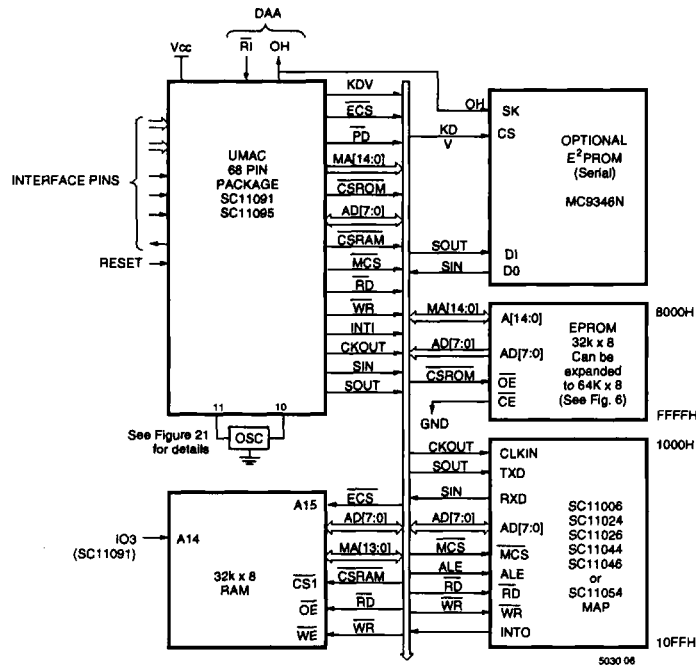 DAA
Vcc
RI
OH
UMAC
68 PIN
PACKAGE
SC11091
SC11095
INTERFACE PINS
RESET
11
10
See Figure 21
for details
OSC
KDV
ECS
PD
MA[14:0]
CSROM
AD[7:0]
CSRAM
MCS
RD
WR
INTI
CKOUT
SIN
SOUT
OH
SK
KD
V
CS
OPTIONAL
E²PROM
(Serial)
MC9346N
SOUT
DI
SIN
D0
MA[14:0]
A[14:0]
AD[7:0]
AD[7:0]
CSROM
OE
CE
GND
EPROM
32k x 8
Can be
expanded
to 64K x 8
(See Fig. 6)
8000H
FFFFH
1000H
CKOUT
CLKIN
SOUT
TXD
SIN
RXD
AD[7:0]
AD[7:0]
MCS
MCS
ALE
ALE
RD
RD
WR
WR
INTO
SC11006
SC11024
SC11026
SC11044
SC11046
or
SC11054
MAP
10FFH
IO3
(SC11091)
A14
A15
32k x 8
RAM
CS1
OE
WE
ECS
AD[7:0]
MA[13:0]
CSRAM
RD
WR
5030 06